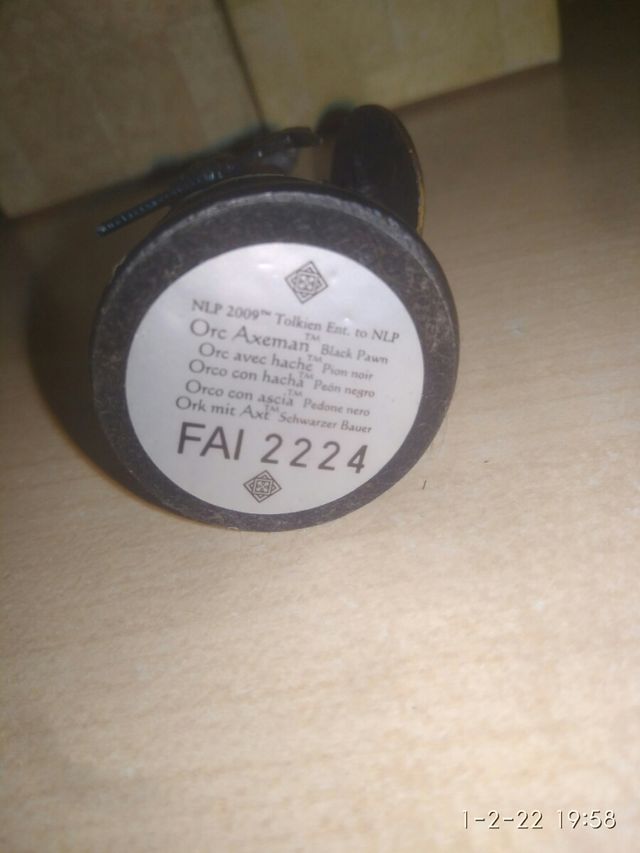 NLP 2009™ Tolkien Ent. to NLP
Orc Axeman™ Black Pawn
Orc avec hache™ Pion noir
Orco con hacha™ Peón negro
Orco con ascia™ Pedone nero
Ork mit Axt™ Schwarzer Bauer
FAI 2224
1-2-22 19:58